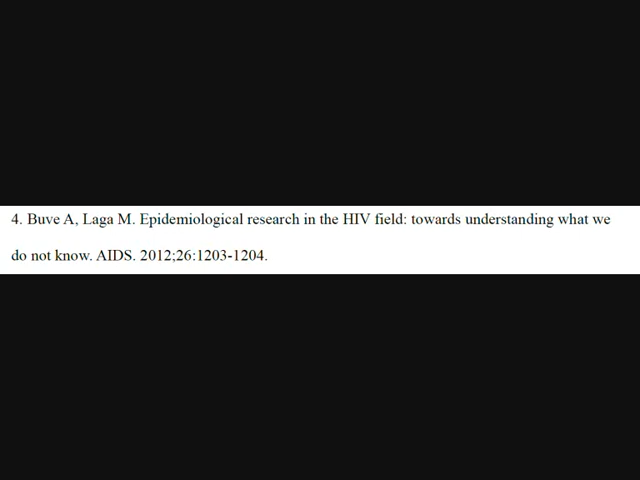 4. Buve A, Laga M. Epidemiological research in the HIV field: towards understanding what we
do not know. AIDS. 2012;26:1203-1204.